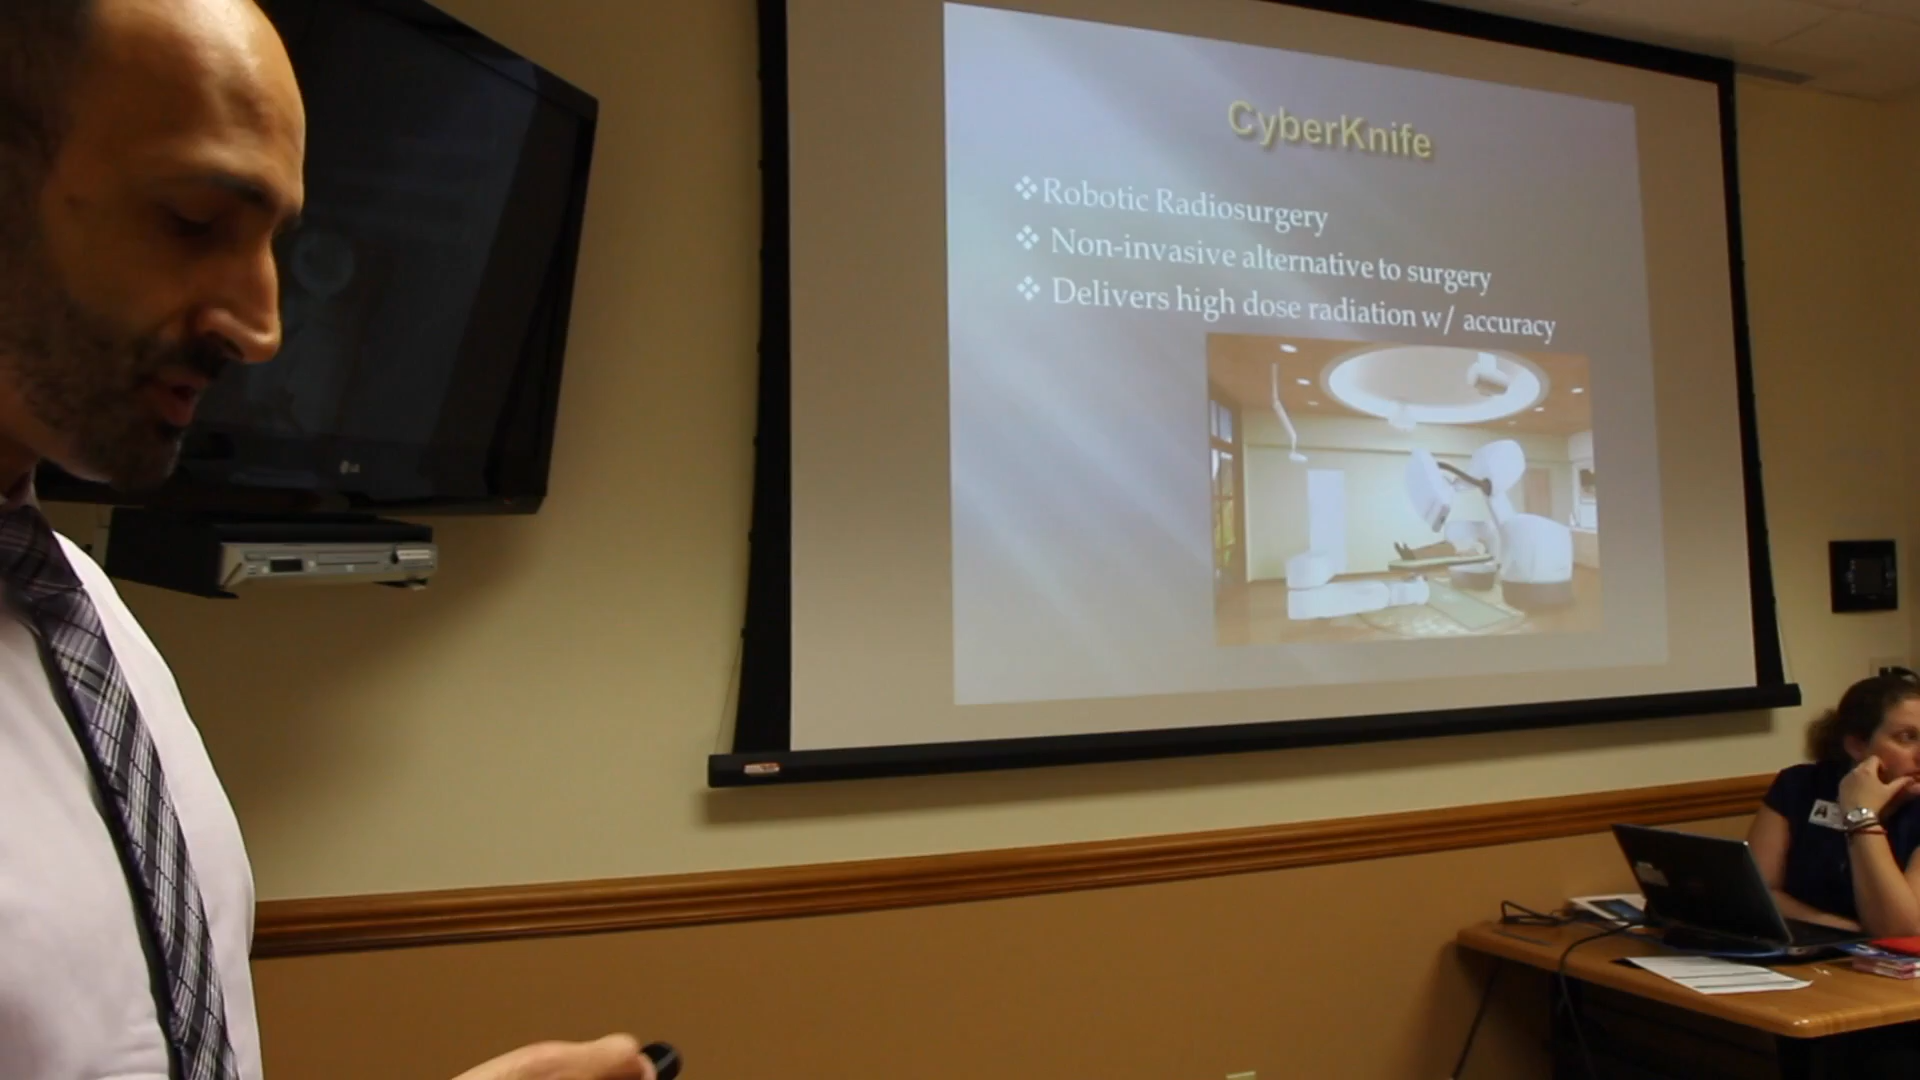 CyberKnife
❖Robotic Radiosurgery
❖ Non-invasive alternative to surgery
❖ Delivers high dose radiation w/ accuracy
LG